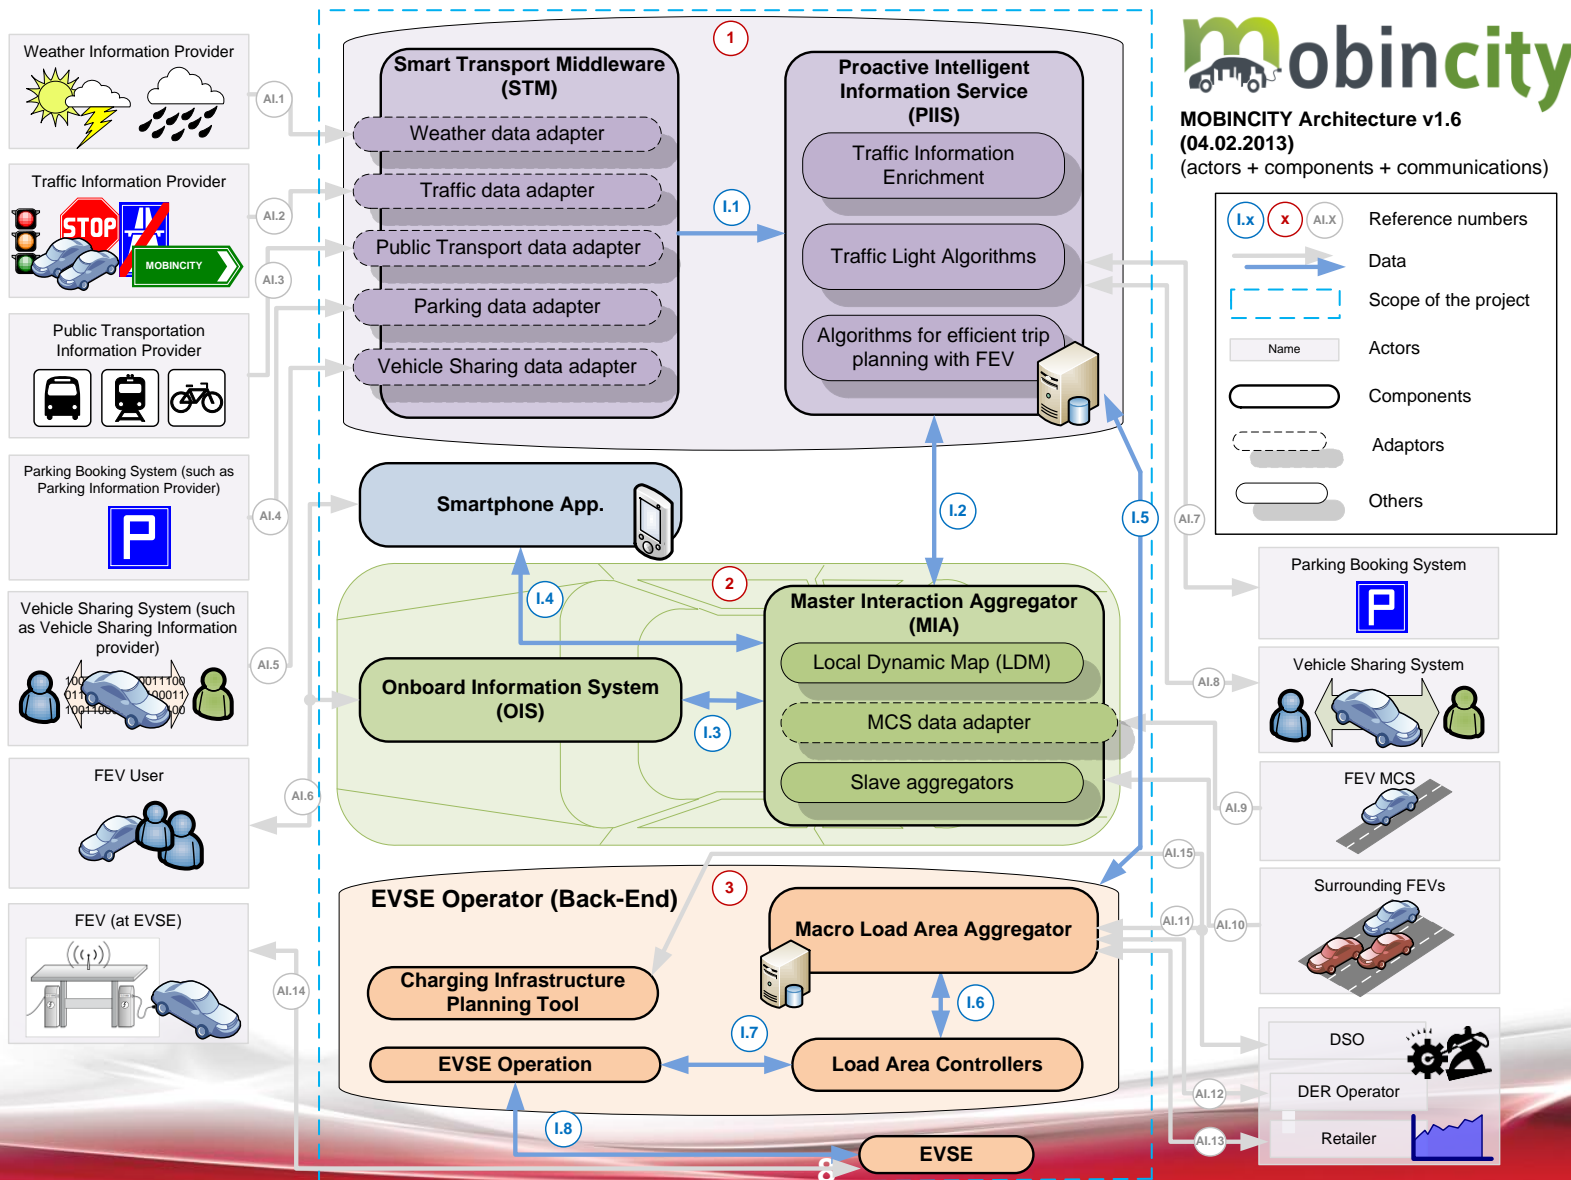 mobincity
MOBINCITY Architecture v1.6
(04.02.2013)
(actors + components + communications)
I.x
x
AI.X
Reference numbers
Data
Scope of the project
Name
Actors
Components
Adaptors
Others
Weather Information Provider
AI.1
Traffic Information Provider
STOP
MOBINCITY
AI.2
AI.3
Public Transportation
Information Provider
Parking Booking System (such as
Parking Information Provider)
P
AI.4
Vehicle Sharing System (such
as Vehicle Sharing Information
provider)
AI.5
FEV User
AI.6
FEV (at EVSE)
AI.14
1
Smart Transport Middleware
(STM)
Weather data adapter
Traffic data adapter
Public Transport data adapter
Parking data adapter
Vehicle Sharing data adapter
I.1
Proactive Intelligent
Information Service
(PIIS)
Traffic Information
Enrichment
Traffic Light Algorithms
Algorithms for efficient trip
planning with FEV
Smartphone App.
I.2
I.5
AI.7
2
I.4
Master Interaction Aggregator
(MIA)
Local Dynamic Map (LDM)
MCS data adapter
Slave aggregators
Onboard Information System
(OIS)
I.3
Parking Booking System
P
AI.8
Vehicle Sharing System
AI.9
FEV MCS
AI.15
AI.11
AI.10
Surrounding FEVs
3
EVSE Operator (Back-End)
Macro Load Area Aggregator
Charging Infrastructure
Planning Tool
I.6
I.7
EVSE Operation
Load Area Controllers
I.8
EVSE
DSO
AI.12
DER Operator
AI.13
Retailer